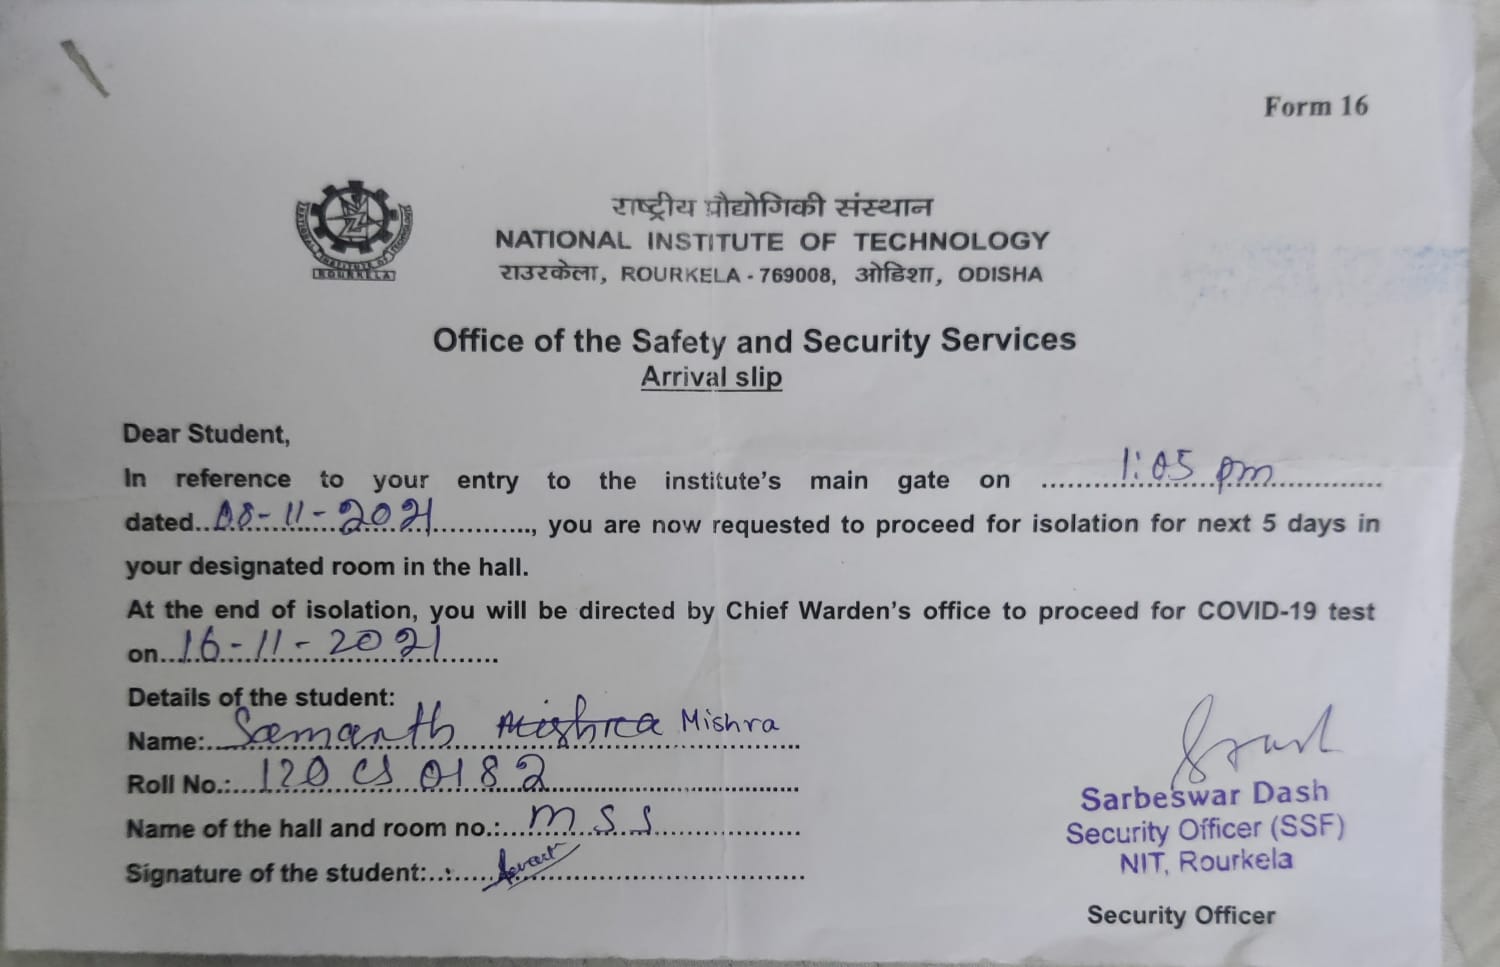 Form 16
राष्ट्रीय प्रौद्योगिकी संस्थान
NATIONAL INSTITUTE OF TECHNOLOGY
राउरकेला, ROURKELA - 769008, ओडिशा, ODISHA
NATIONAL INSTITUTE OF TECHNOLOGY
ROURKELA
Office of the Safety and Security Services
Arrival slip
Dear Student,
In reference to your entry to the institute's main gate on 1:05 pm
dated 08-11-2021, you are now requested to proceed for isolation for next 5 days in
your designated room in the hall.
At the end of isolation, you will be directed by Chief Warden's office to proceed for COVID-19 test
on 16-11-2021
Details of the student:
Name: Samanth Mishra Mishra
Roll No.: 120 CS 0182
Name of the hall and room no.: MSS
Signature of the student:
Sarbeswar Dash
Security Officer (SSF)
NIT, Rourkela
Security Officer